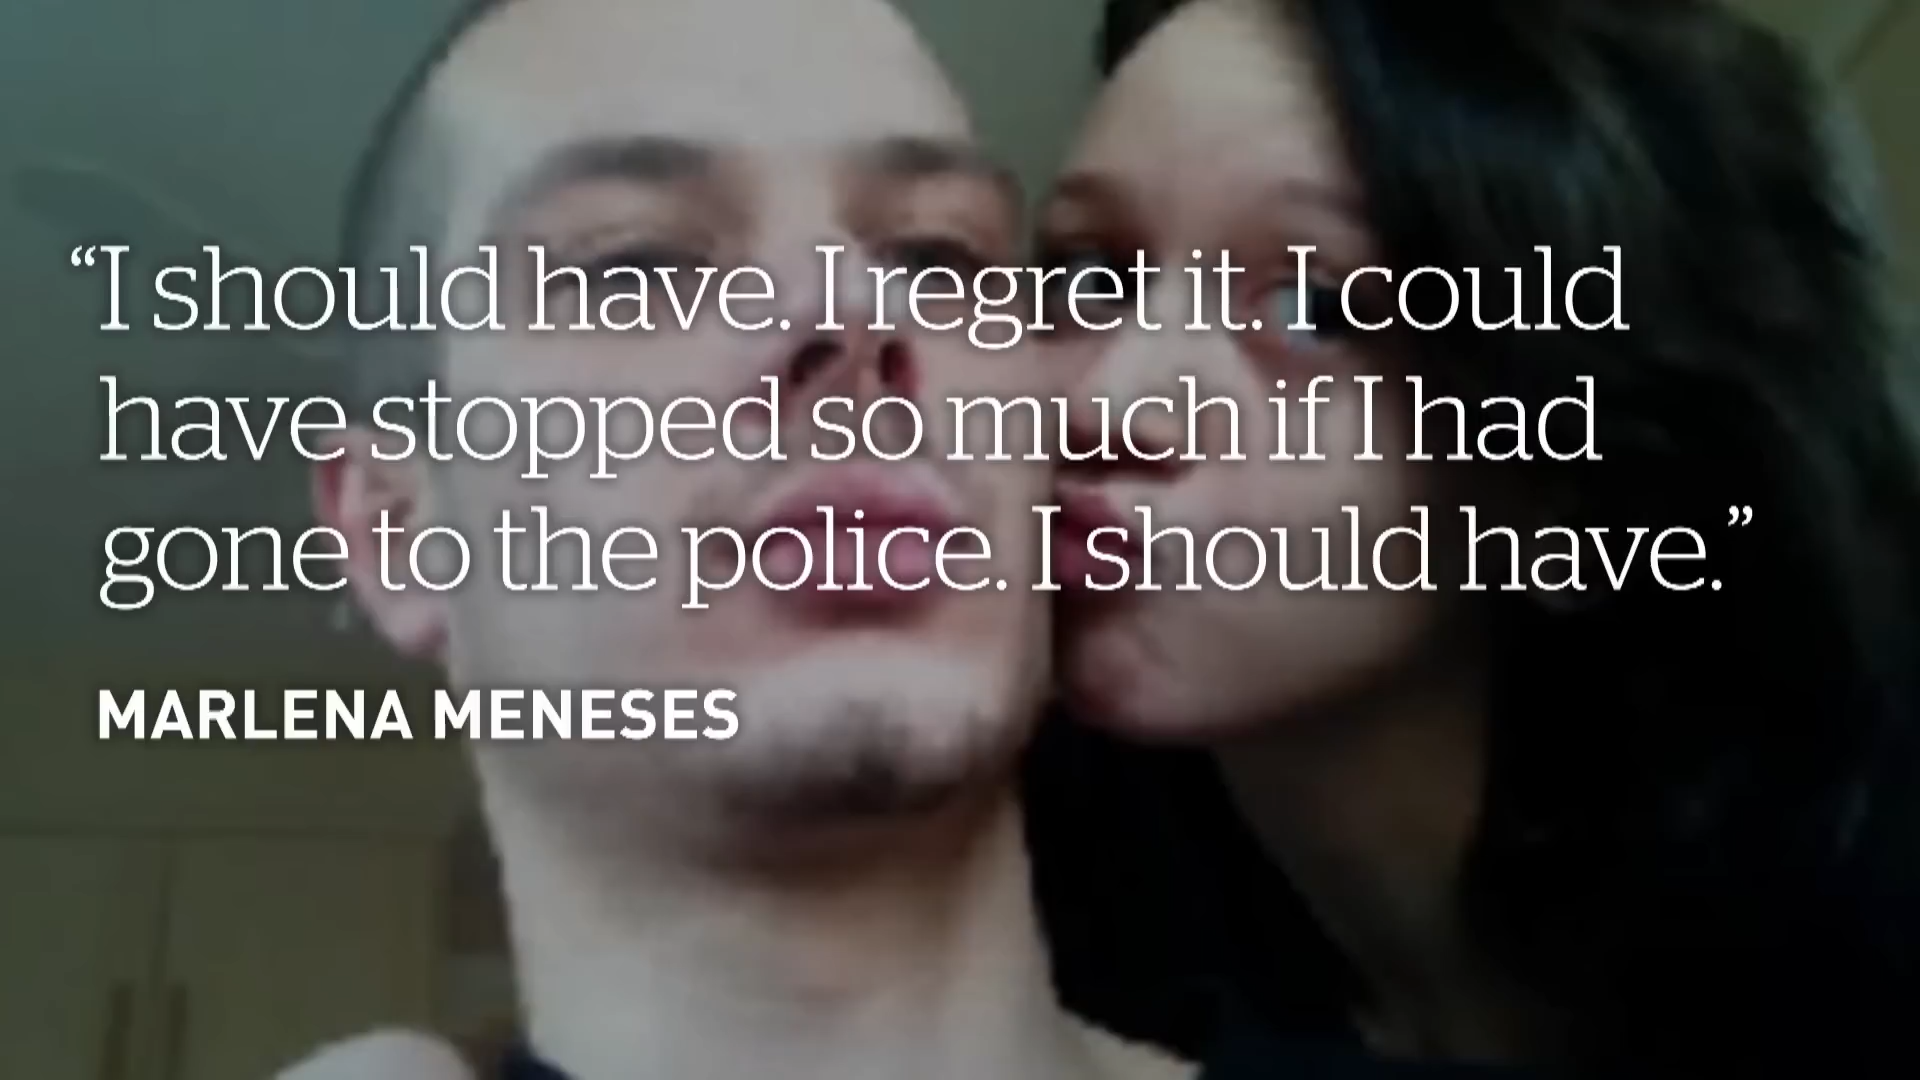 “I should have. I regret it. I could
have stopped so much if I had
gone to the police. I should have.”
MARLENA MENESES